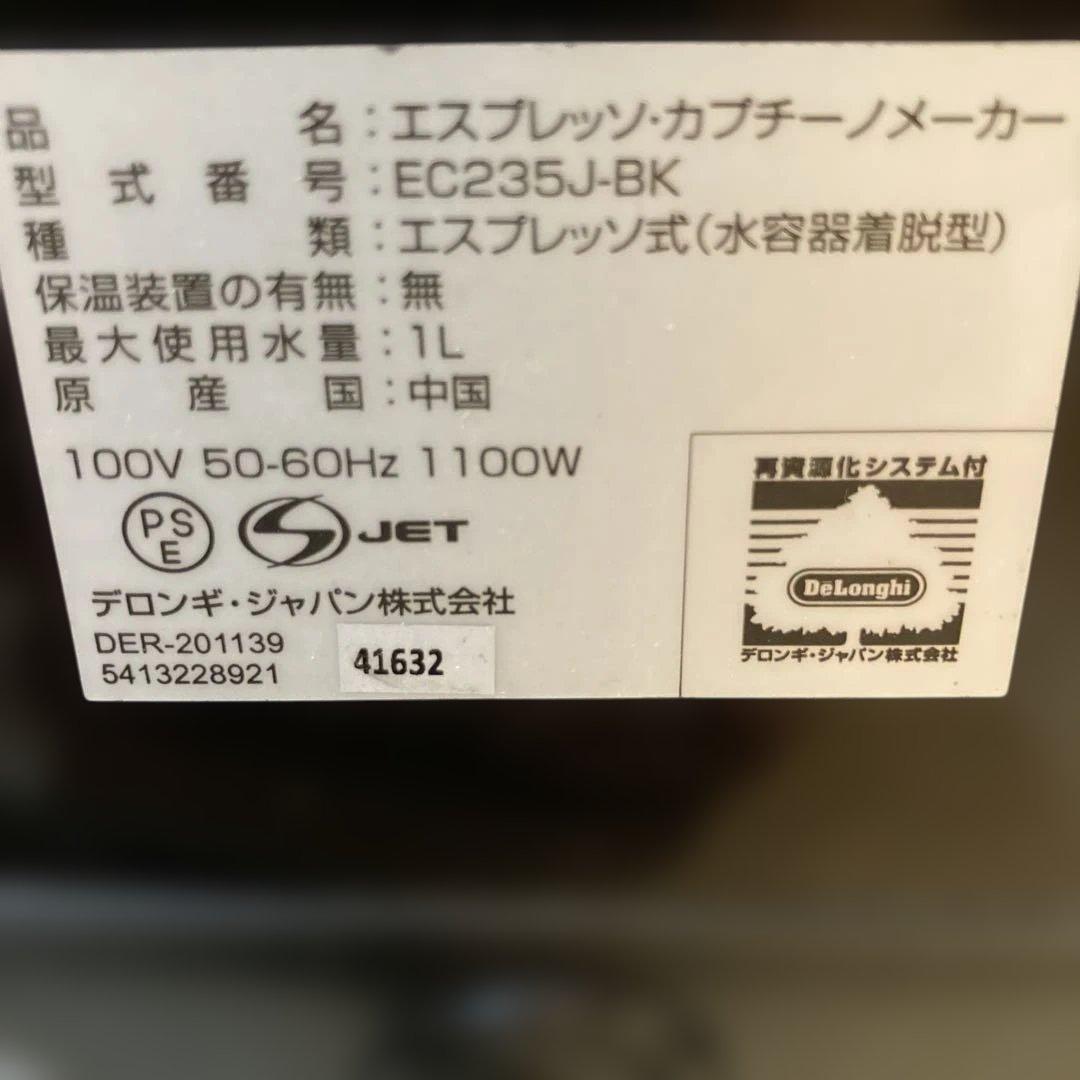 品名：エスプレッソ・カプチーノメーカー
型式番号：EC235J-BK
種類：エスプレッソ式（水容器着脱型）
保温装置の有無：無
最大使用水量：1L
原産国：中国
100V 50-60Hz 1100W
PSE
JET
デロンギ・ジャパン株式会社
DER-201139
5413228921
41632
再資源化システム付
DeLonghi
デロンギ・ジャパン株式会社